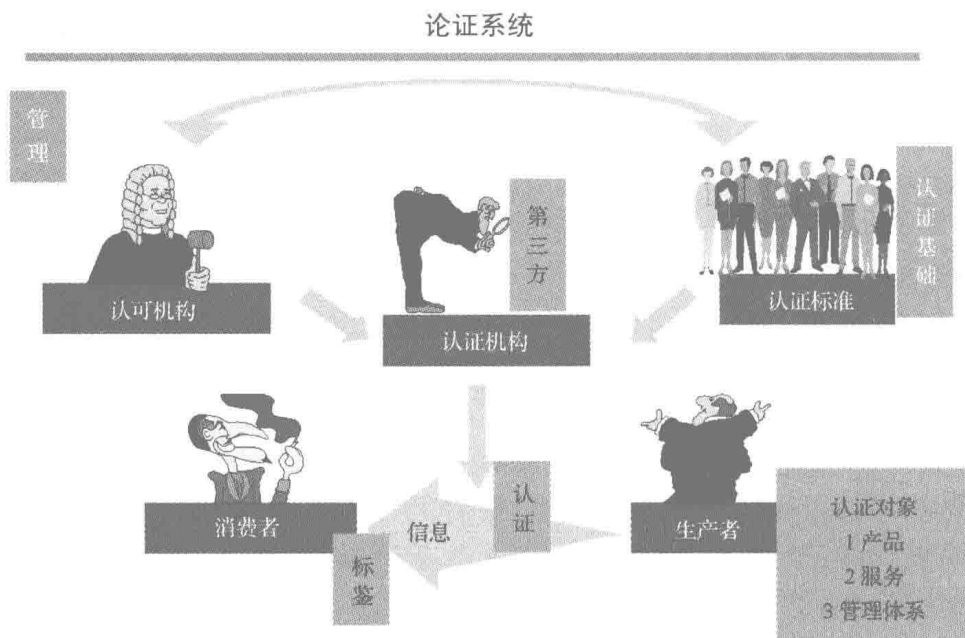 论证系统
管
理
第
三
方
认
证
基
础
认可机构
认证机构
认证标准
消费者
信息
认
证
生产者
标
鉴
认证对象
1 产品
2 服务
3 管理体系